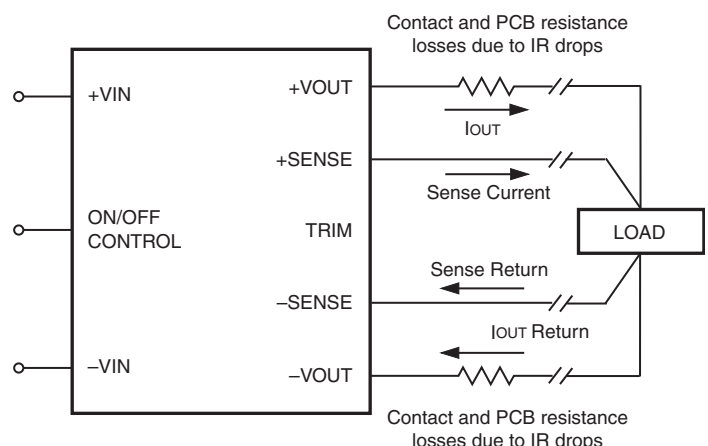 Contact and PCB resistance
losses due to IR drops
+VIN
+VOUT
IOUT
+SENSE
Sense Current
ON/OFF
CONTROL
TRIM
LOAD
Sense Return
–SENSE
IOUT Return
–VIN
–VOUT
Contact and PCB resistance
losses due to IR drops